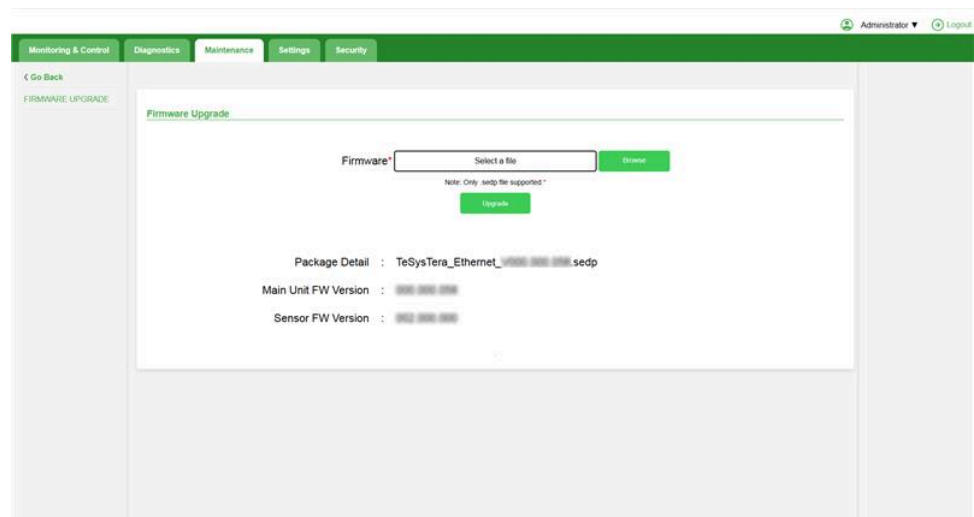 Administrator ▼ Logout
Monitoring & Control Diagnostics Maintenance Settings Security
Go Back
FIRMWARE UPGRADE
Firmware Upgrade
Firmware* Select a file Browse
Note: Only .sedp file supported *
Upgrade
Package Detail : TeSysTera_Ethernet_ .sedp
Main Unit FW Version :
Sensor FW Version :